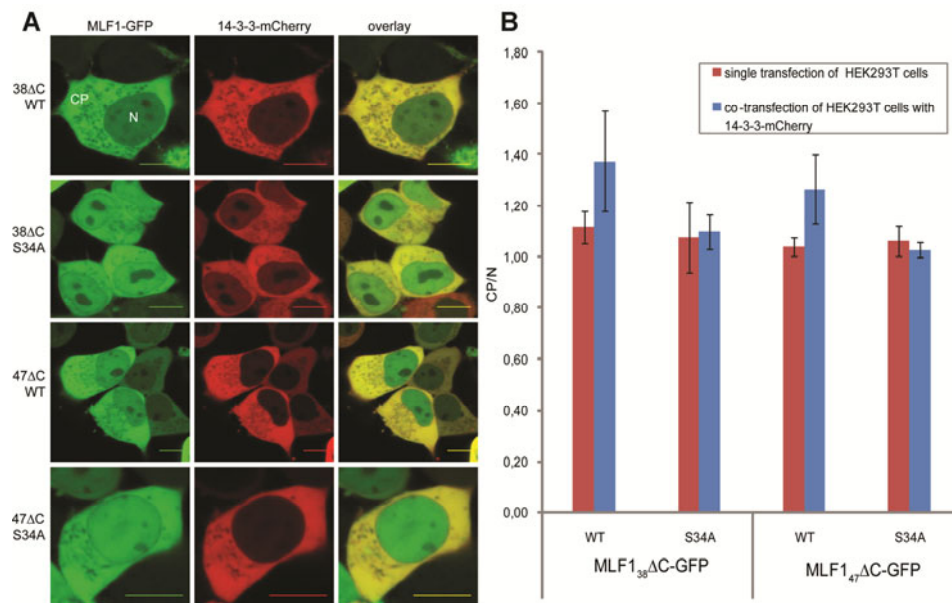 A
MLF1-GFP 14-3-3-mCherry overlay
38ΔC
WT
CP
N
38ΔC
S34A
47ΔC
WT
47ΔC
S34A
B
1,80
1,60
1,40
1,20
1,00
0,80
0,60
0,40
0,20
0,00
CP/N
single transfection of HEK293T cells
co-transfection of HEK293T cells with
14-3-3-mCherry
WT S34A WT S34A
MLF1₃₈ΔC-GFP MLF1₄₇ΔC-GFP